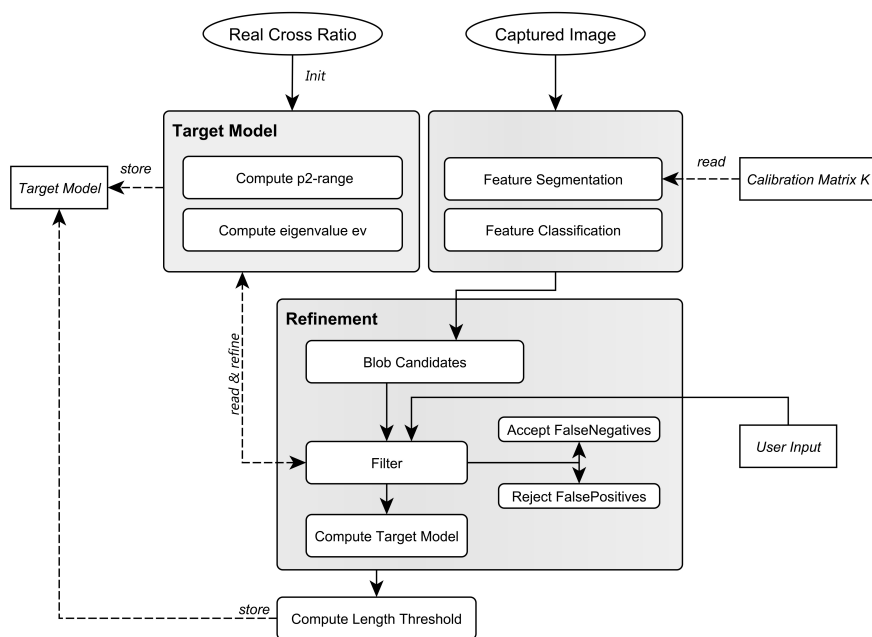 Real Cross Ratio
Captured Image
Init
Target Model
Compute p2-range
Compute eigenvalue ev
Feature Segmentation
Feature Classification
read
Calibration Matrix K
store
Target Model
read & refine
Refinement
Blob Candidates
Filter
Accept FalseNegatives
Reject FalsePositives
User Input
Compute Target Model
store
Compute Length Threshold